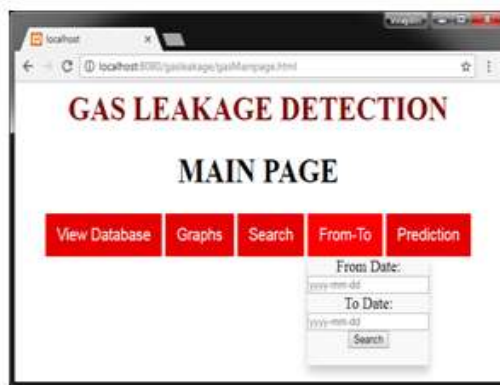 localhost
localhost:8080/gasleakage/gasMainpage.html
GAS LEAKAGE DETECTION
MAIN PAGE
View Database Graphs Search From-To Prediction
From Date:
yyyy-mm-dd
To Date:
yyyy-mm-dd
Search